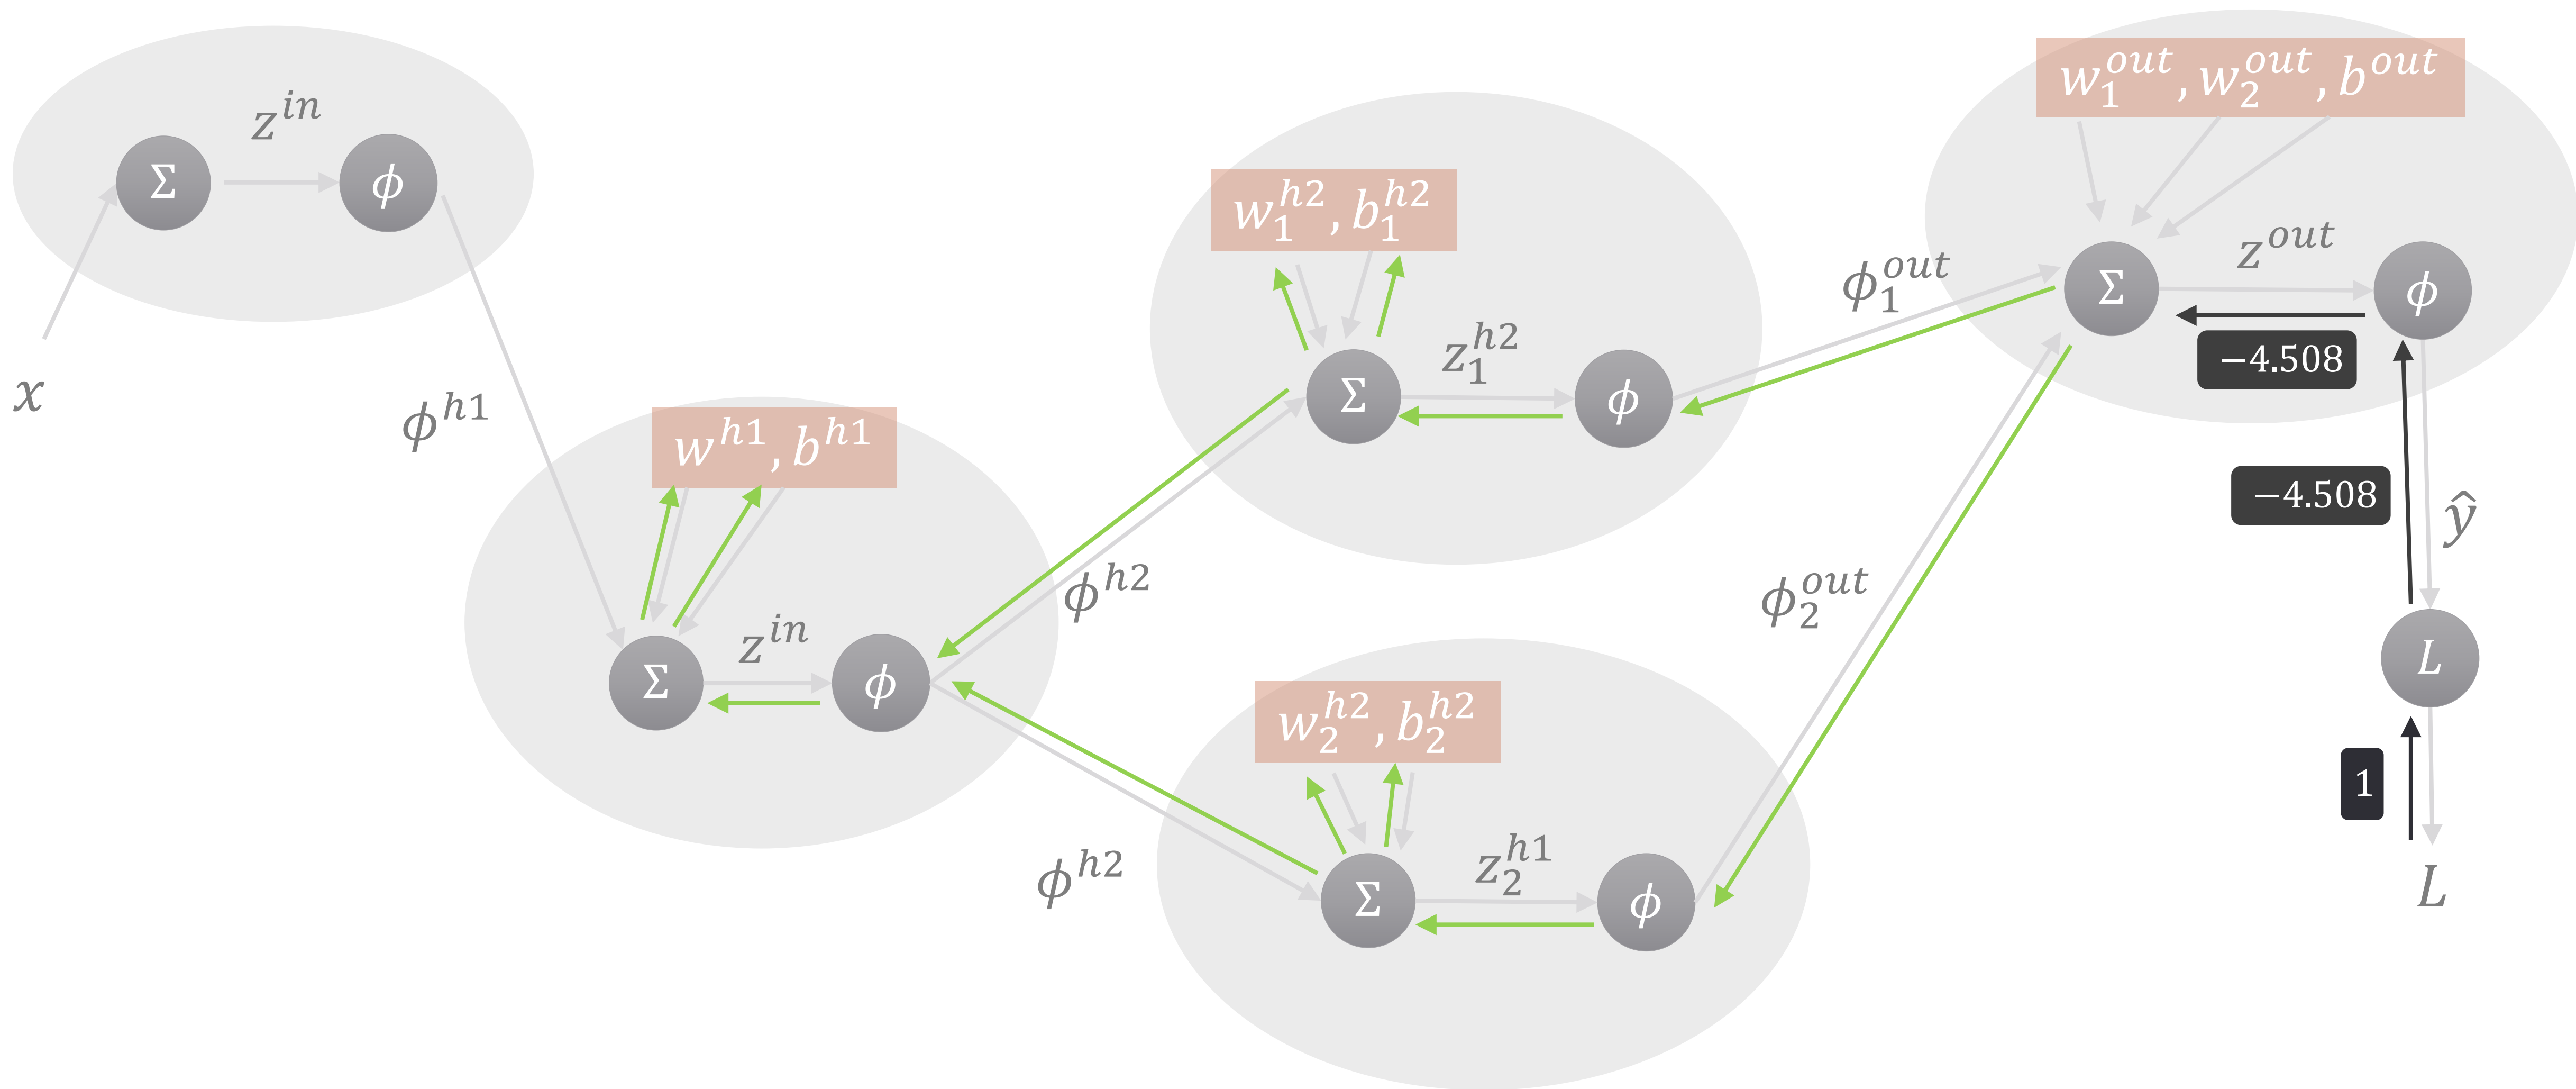 Σ
z^{in}
ϕ
x
ϕ^{h1}
w^{h1}, b^{h1}
Σ
z^{in}
ϕ
ϕ^{h2}
ϕ^{h2}
w_1^{h2}, b_1^{h2}
Σ
z_1^{h2}
ϕ
w_2^{h2}, b_2^{h2}
Σ
z_2^{h1}
ϕ
ϕ_1^{out}
ϕ_2^{out}
w_1^{out}, w_2^{out}, b^{out}
Σ
z^{out}
ϕ
−4.508
−4.508
ŷ
L
1
L